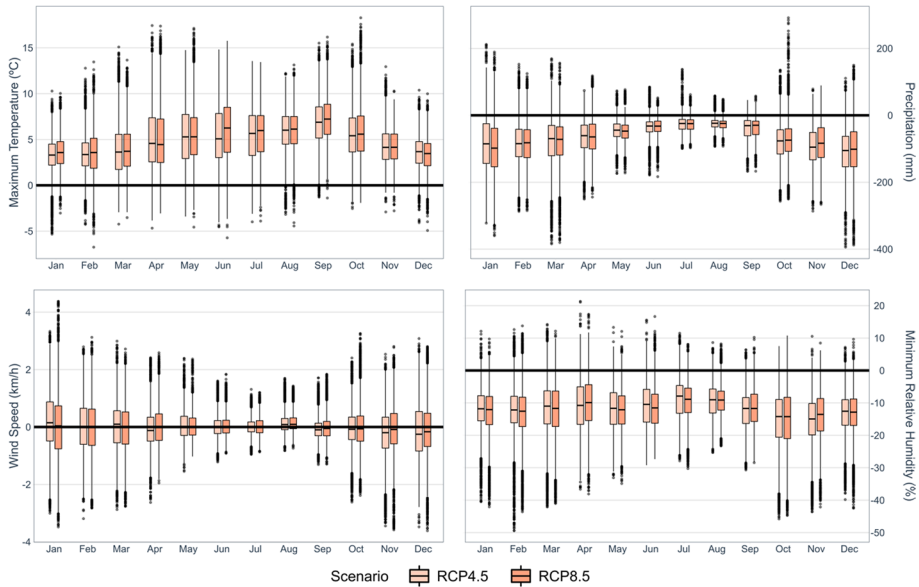 Maximum Temperature (ºC)
15
10
5
0
-5
Jan Feb Mar Apr May Jun Jul Aug Sep Oct Nov Dec
Precipitation (mm)
200
0
-200
-400
Jan Feb Mar Apr May Jun Jul Aug Sep Oct Nov Dec
Wind Speed (km/h)
4
2
0
-2
-4
Jan Feb Mar Apr May Jun Jul Aug Sep Oct Nov Dec
Minimum Relative Humidity (%)
20
10
0
-10
-20
-30
-40
-50
Jan Feb Mar Apr May Jun Jul Aug Sep Oct Nov Dec
Scenario RCP4.5 RCP8.5